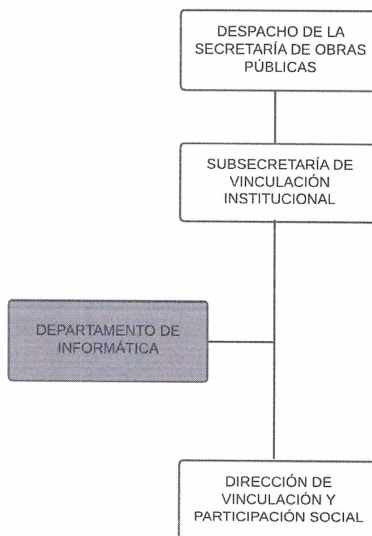 DESPACHO DE LA
SECRETARÍA DE OBRAS
PÚBLICAS
SUBSECRETARÍA DE
VINCULACIÓN
INSTITUCIONAL
DEPARTAMENTO DE
INFORMÁTICA
DIRECCIÓN DE
VINCULACIÓN Y
PARTICIPACIÓN SOCIAL